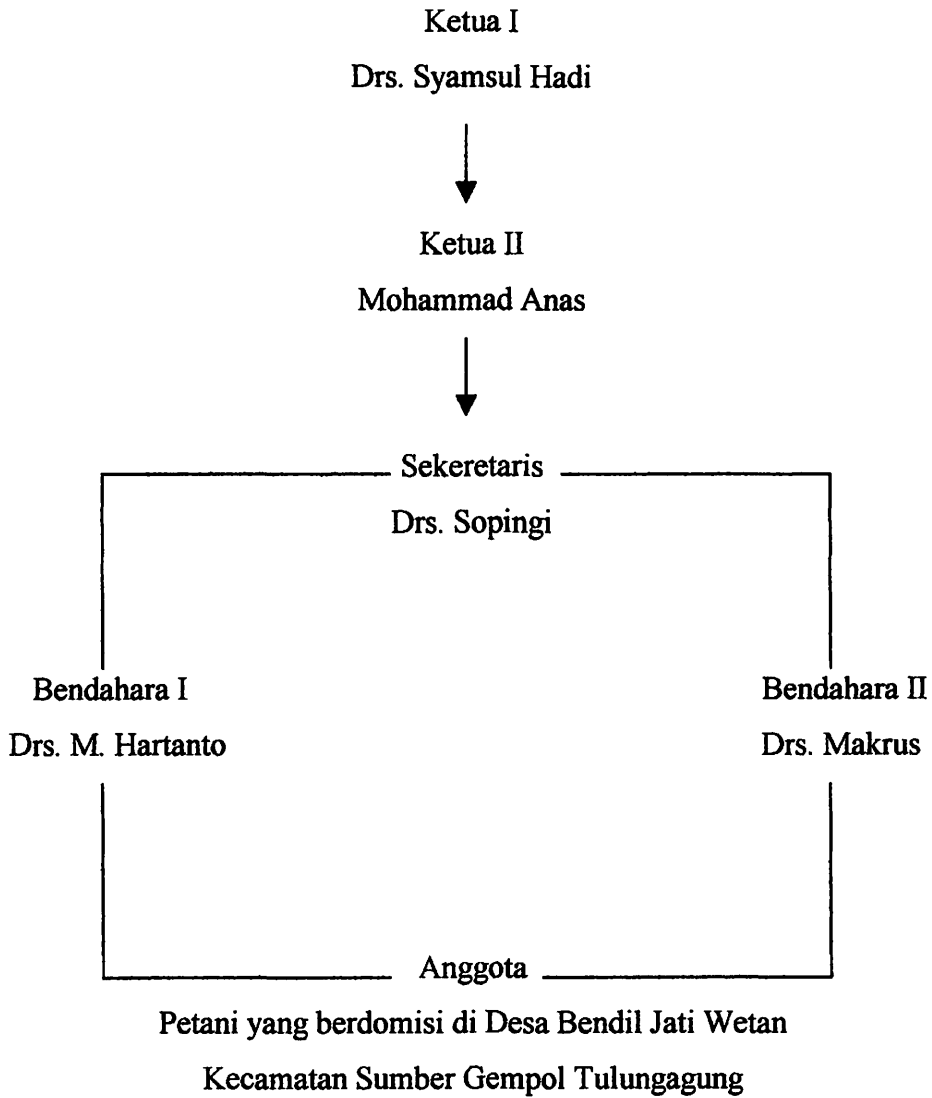 Ketua I
Drs. Syamsul Hadi
Ketua II
Mohammad Anas
Sekeretaris
Drs. Sopingi
Bendahara I
Drs. M. Hartanto
Bendahara II
Drs. Makrus
Anggota
Petani yang berdomisi di Desa Bendil Jati Wetan
Kecamatan Sumber Gempol Tulungagung